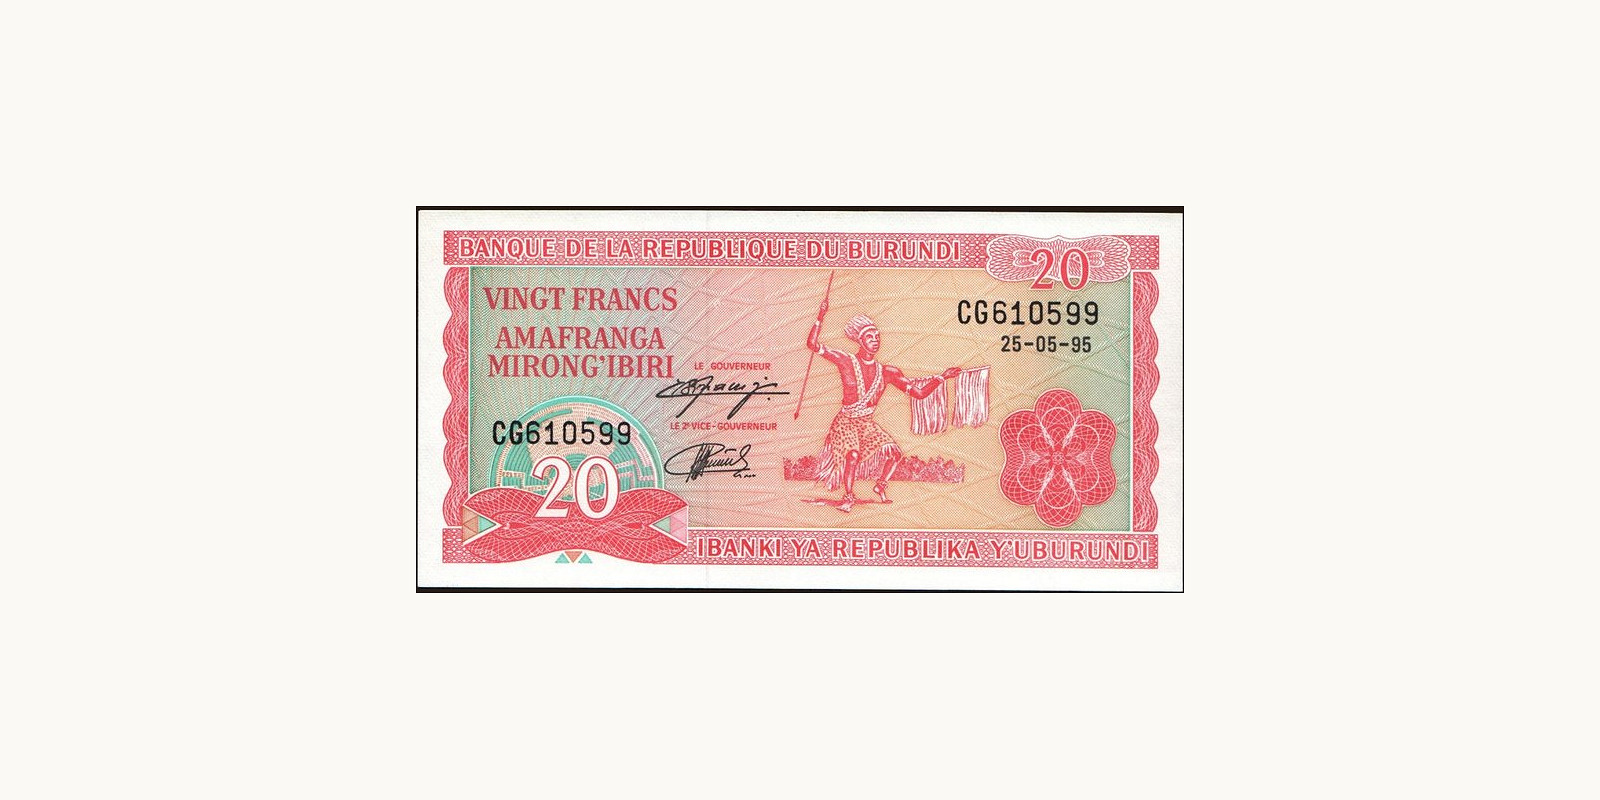 BANQUE DE LA REPUBLIQUE DU BURUNDI
20
VINGT FRANCS
AMAFRANGA
MIRONG'IBIRI
CG610599
25-05-95
LE GOUVERNEUR
LE 2e VICE-GOUVERNEUR
CG610599
20
IBANKI YA REPUBLIKA Y'UBURUNDI